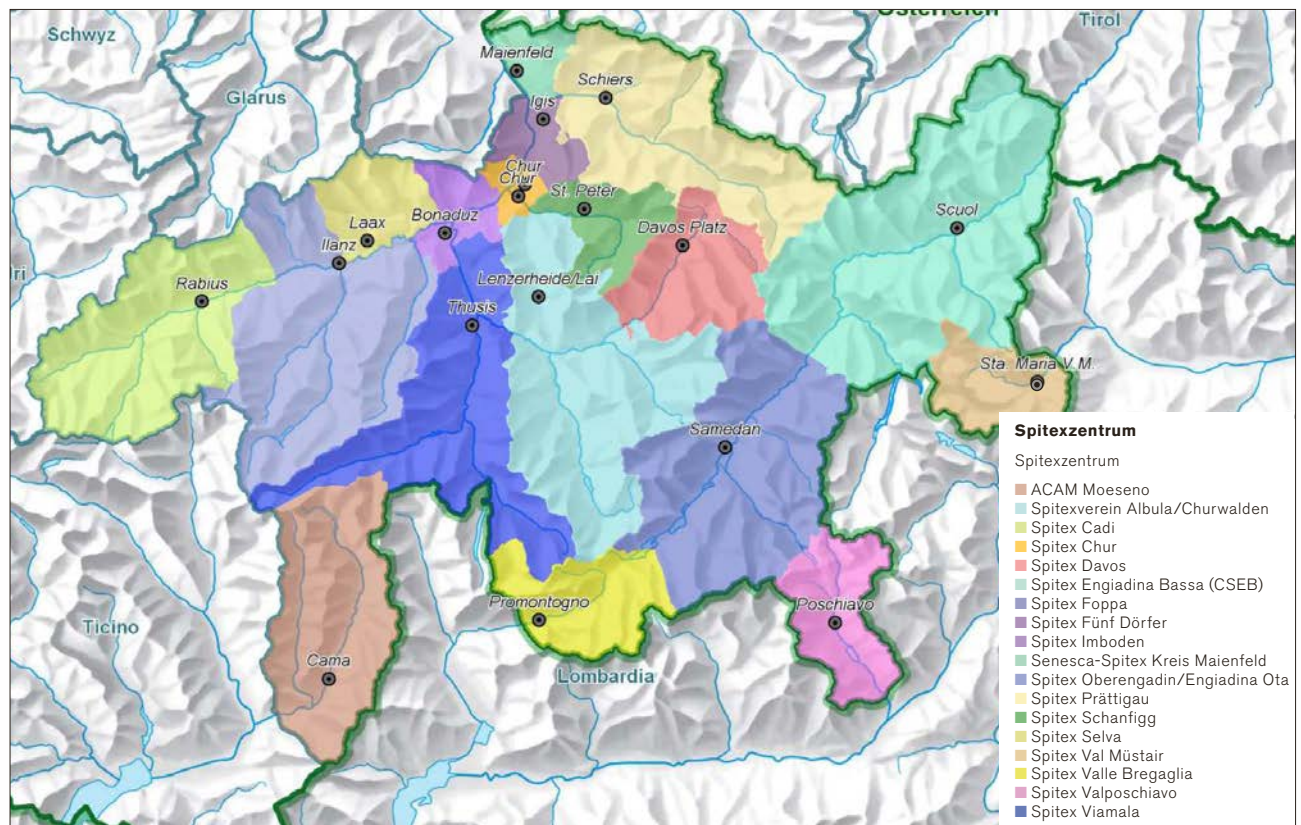 Österreich
Tirol
Schwyz
Maienfeld
Schiers
Glarus
Igis
Chur
Chur
St. Peter
Laax
Bonaduz
Davos Platz
Scuol
Ilanz
ri
Rabius
Lenzerheide/Lai
Thusis
Sta. Maria V.M.
Samedan
Promontogno
Poschiavo
Ticino
Cama
Lombardia
Spitexzentrum
Spitexzentrum
ACAM Moeseno
Spitexverein Albula/Churwalden
Spitex Cadi
Spitex Chur
Spitex Davos
Spitex Engiadina Bassa (CSEB)
Spitex Foppa
Spitex Fünf Dörfer
Spitex Imboden
Senesca-Spitex Kreis Maienfeld
Spitex Oberengadin/Engiadina Ota
Spitex Prättigau
Spitex Schanfigg
Spitex Selva
Spitex Val Müstair
Spitex Valle Bregaglia
Spitex Valposchiavo
Spitex Viamala